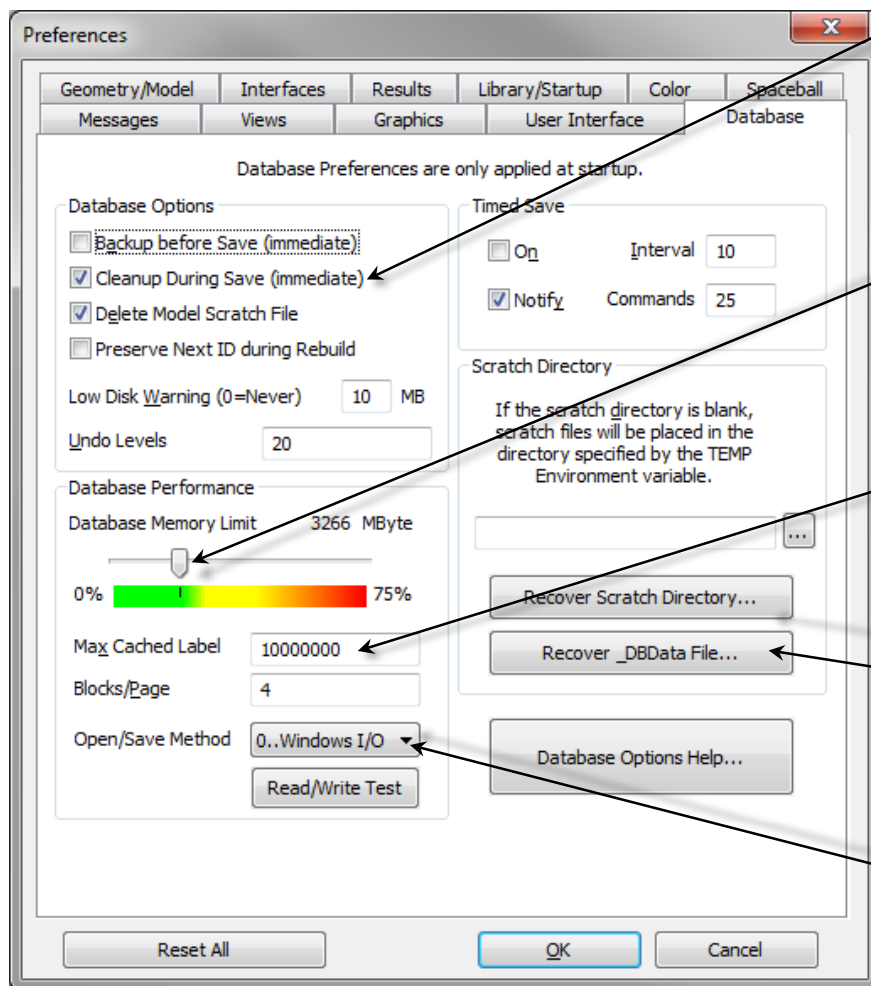 Preferences
X
Geometry/Model Interfaces Results Library/Startup Color Spaceball
Messages Views Graphics User Interface Database
Database Preferences are only applied at startup.
Database Options
Backup before Save (immediate)
Cleanup During Save (immediate)
Delete Model Scratch File
Preserve Next ID during Rebuild
Low Disk Warning (0=Never) 10 MB
Undo Levels 20
Database Performance
Database Memory Limit 3266 MByte
0% 75%
Max Cached Label 10000000
Blocks/Page 4
Open/Save Method 0..Windows I/O
Read/Write Test
Timed Save
On Interval 10
Notify Commands 25
Scratch Directory
If the scratch directory is blank,
scratch files will be placed in the
directory specified by the TEMP
Environment variable.
...
Recover Scratch Directory...
Recover _DBData File...
Database Options Help...
Reset All OK Cancel